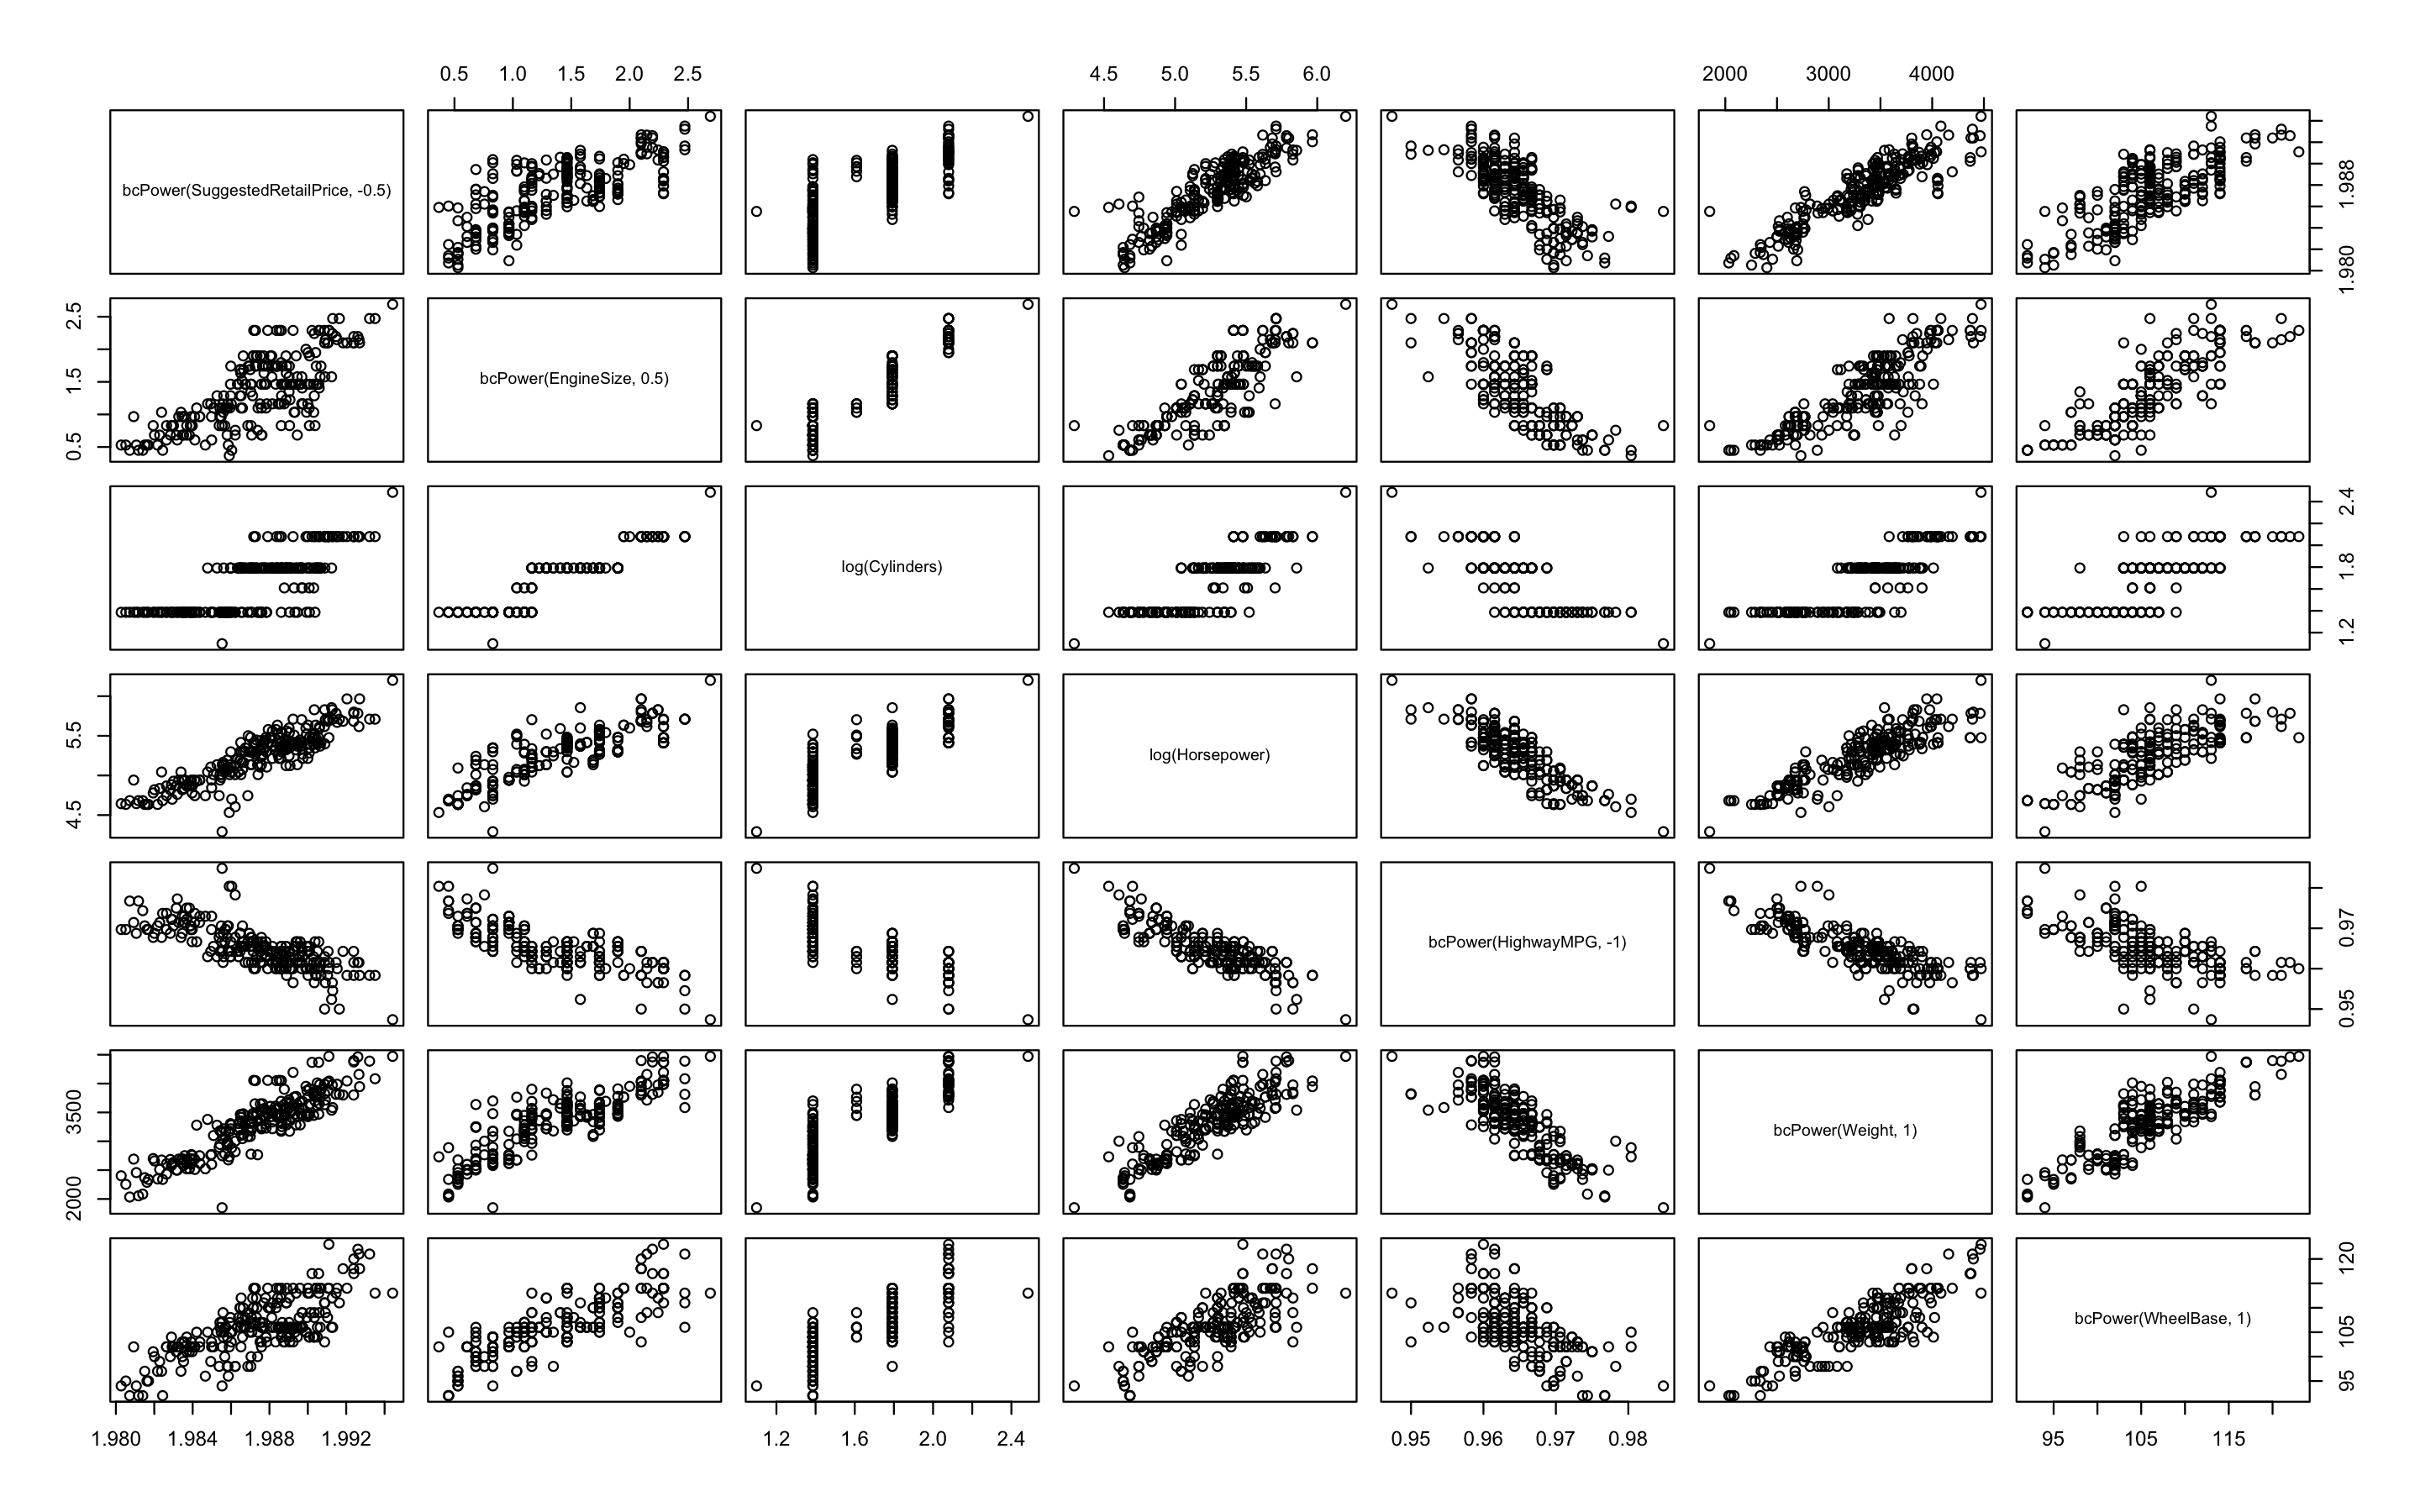 0.5 1.0 1.5 2.0 2.5 4.5 5.0 5.5 6.0 2000 3000 4000
bcPower(SuggestedRetailPrice, -0.5)
1.980 1.988
0.5 1.5 2.5
bcPower(EngineSize, 0.5)
log(Cylinders)
1.2 1.8 2.4
4.5 5.5
log(Horsepower)
bcPower(HighwayMPG, -1)
0.95 0.97
2000 3500
bcPower(Weight, 1)
bcPower(WheelBase, 1)
95 105 120
1.980 1.984 1.988 1.992 1.2 1.6 2.0 2.4 0.95 0.96 0.97 0.98 95 105 115